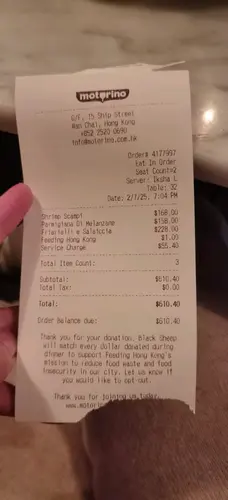 motorino
G/F, 15 Ship Street
Wan Chai, Hong Kong
+852 2520 0690
info@motorino.com.hk
Order# 4177997
Eat In Order
Seat Count=2
Server: Disha L
Table: 32
Date: 2/1/25, 7:04 PM
Shrimp Scampi $168.00
Parmigiana Di Melanzane $158.00
Friarielli e Salsiccia $228.00
Feeding Hong Kong $1.00
Service Charge $55.40
Total Item Count: 3
Subtotal: $610.40
Total Tax: $0.00
Total: $610.40
Order Balance due: $610.40
Thank you for your donation. Black Sheep
will match every dollar donated during
dinner to support Feeding Hong Kong's
mission to reduce food waste and food
insecurity in our city. Let us know if
you would like to opt-out.
Thank you for joining us today.
www.motorino